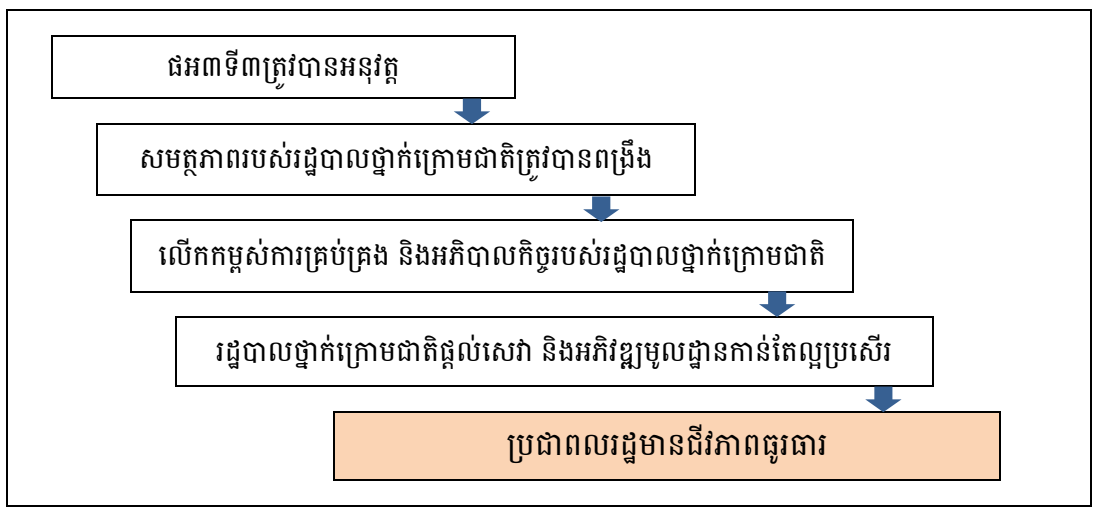 ផអ៣ទី៣ត្រូវបានអនុវត្ត
សមត្ថភាពរបស់រដ្ឋបាលថ្នាក់ក្រោមជាតិត្រូវបានពង្រឹង
លើកកម្ពស់ការគ្រប់គ្រង និងអភិបាលកិច្ចរបស់រដ្ឋបាលថ្នាក់ក្រោមជាតិ
រដ្ឋបាលថ្នាក់ក្រោមជាតិផ្តល់សេវា និងអភិវឌ្ឍមូលដ្ឋានកាន់តែល្អប្រសើរ
ប្រជាពលរដ្ឋមានជីវភាពធូរធារ